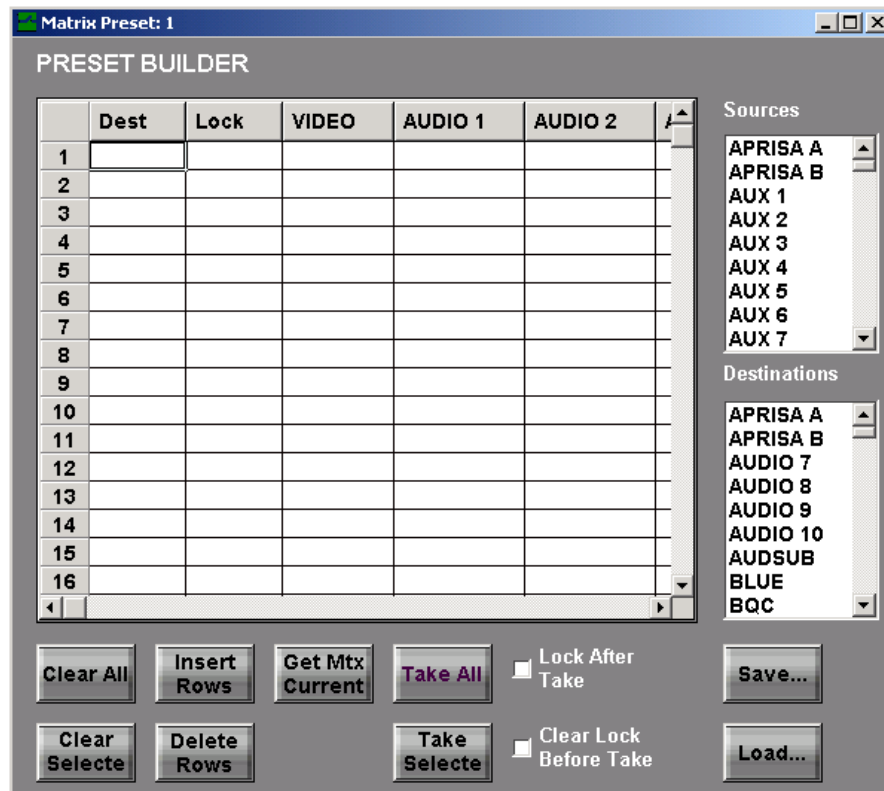 Matrix Preset: 1
PRESET BUILDER
Dest Lock VIDEO AUDIO 1 AUDIO 2
1
2
3
4
5
6
7
8
9
10
11
12
13
14
15
16
Sources
APRISA A
APRISA B
AUX 1
AUX 2
AUX 3
AUX 4
AUX 5
AUX 6
AUX 7
Destinations
APRISA A
APRISA B
AUDIO 7
AUDIO 8
AUDIO 9
AUDIO 10
AUDSUB
BLUE
BQC
Clear All
Insert
Rows
Get Mtx
Current
Take All
Lock After
Take
Save...
Clear
Selecte
Delete
Rows
Take
Selecte
Clear Lock
Before Take
Load...